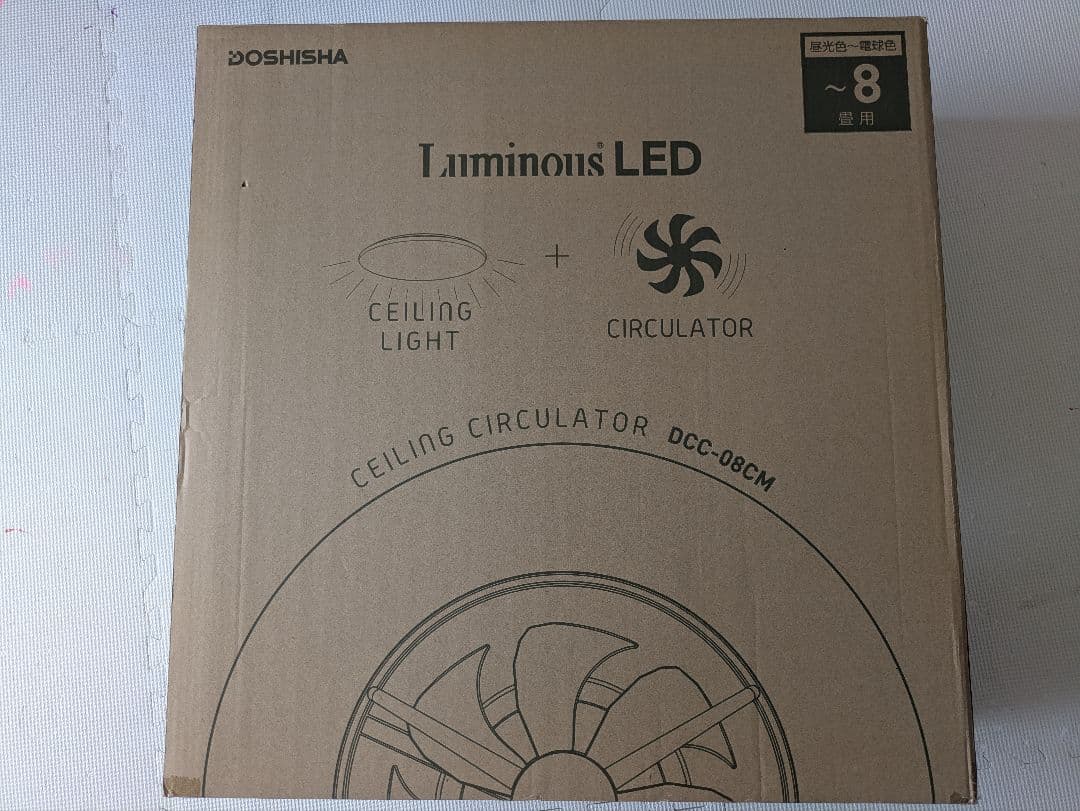 DOSHISHA
昼光色～電球色
～8
畳用
Luminous® LED
+
CEILING
LIGHT
CIRCULATOR
CEILING CIRCULATOR DCC-08CM